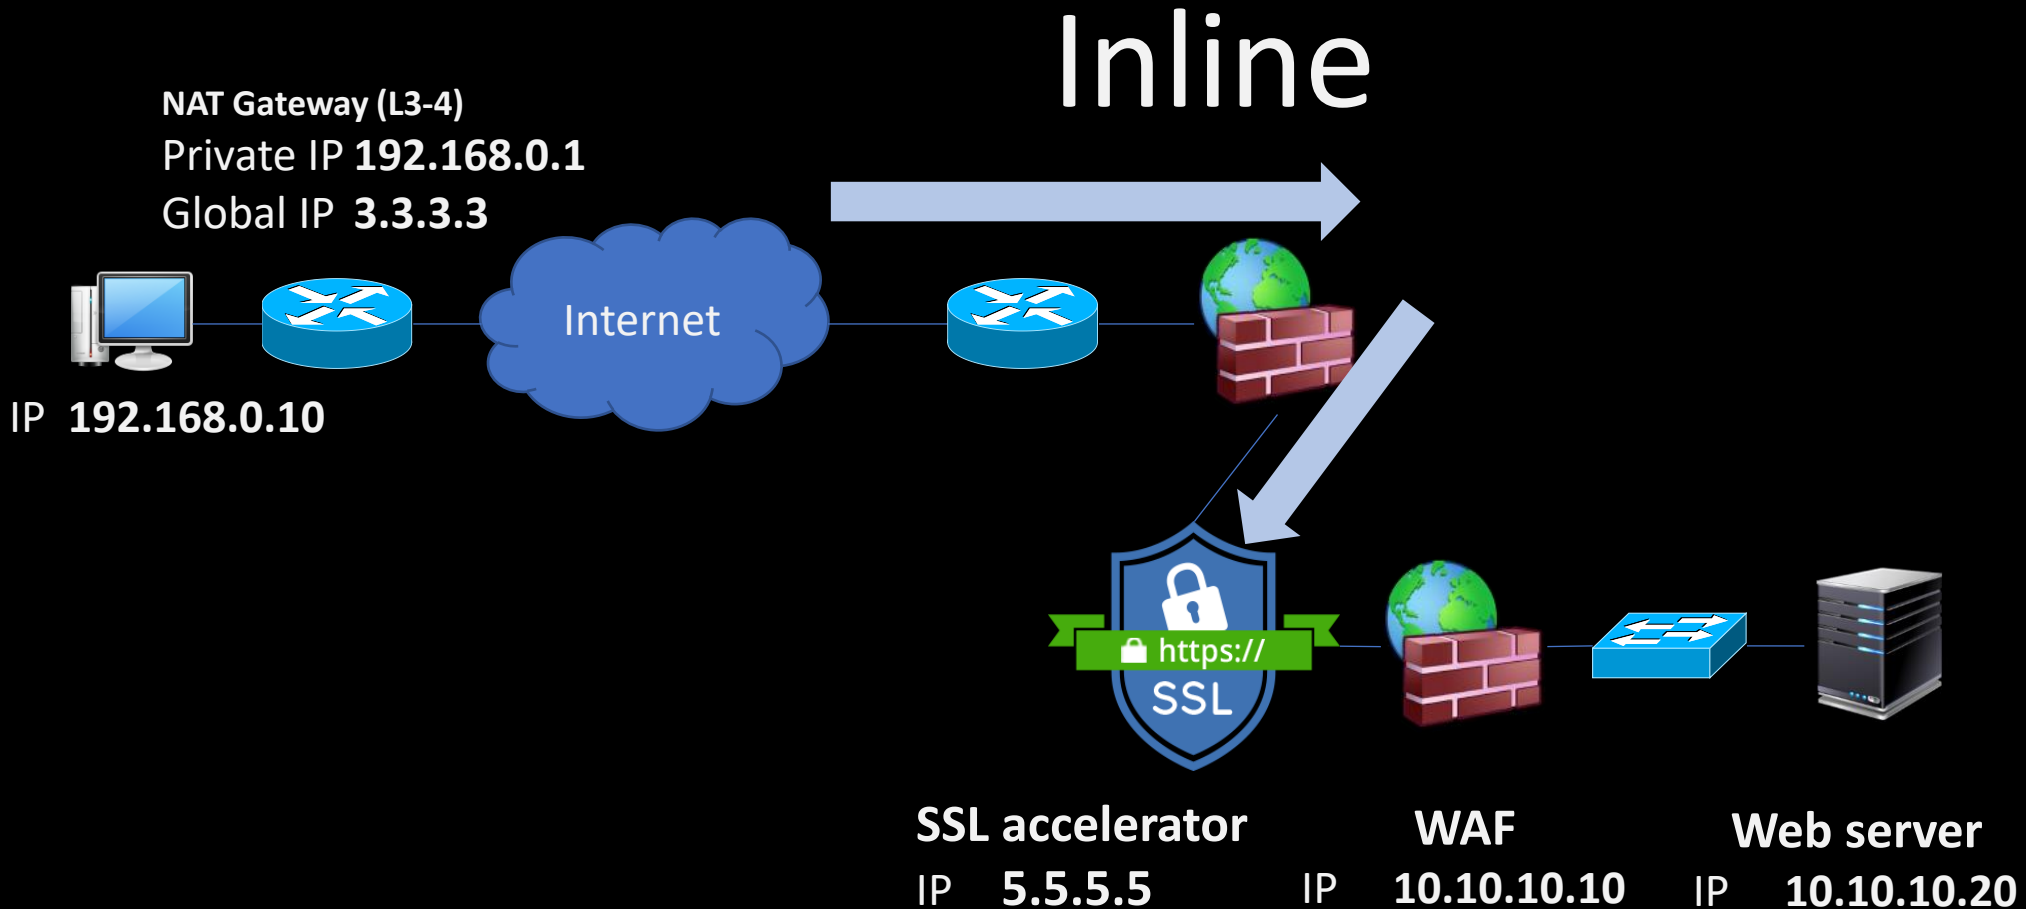 Inline
NAT Gateway (L3-4)
Private IP 192.168.0.1
Global IP 3.3.3.3
Internet
IP 192.168.0.10
https://
SSL
SSL accelerator
IP 5.5.5.5
WAF
IP 10.10.10.10
Web server
IP 10.10.10.20